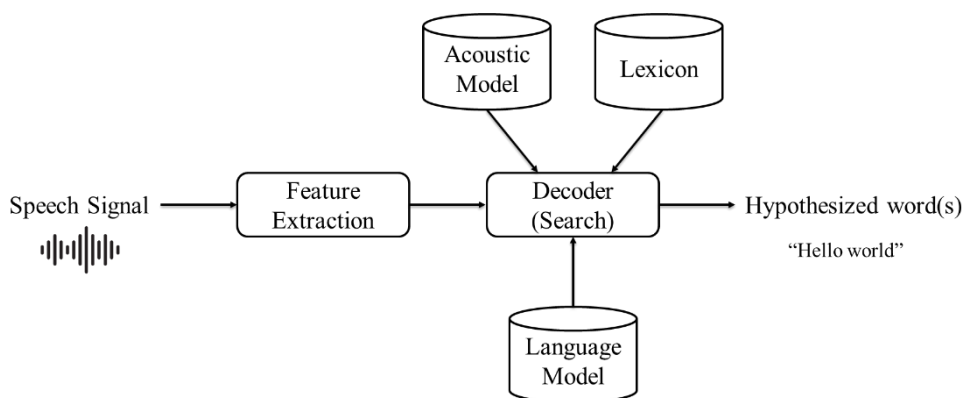 Acoustic
Model
Lexicon
Speech Signal
Feature
Extraction
Decoder
(Search)
Hypothesized word(s)
“Hello world”
Language
Model